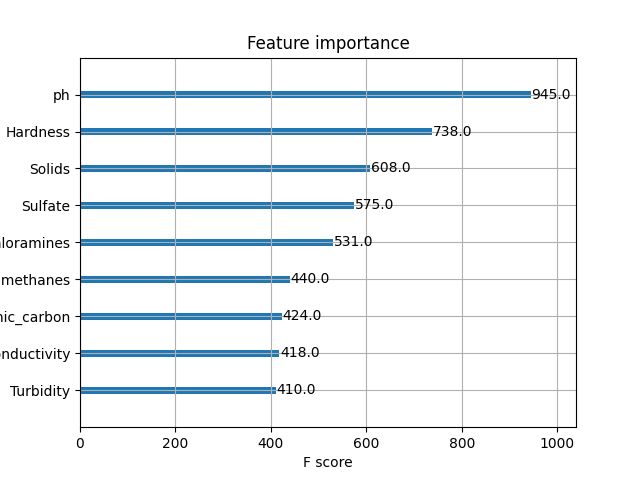 Feature importance
ph 945.0
Hardness 738.0
Solids 608.0
Sulfate 575.0
loramines 531.0
methanes 440.0
nic_carbon 424.0
onductivity 418.0
Turbidity 410.0
0 200 400 600 800 1000
F score